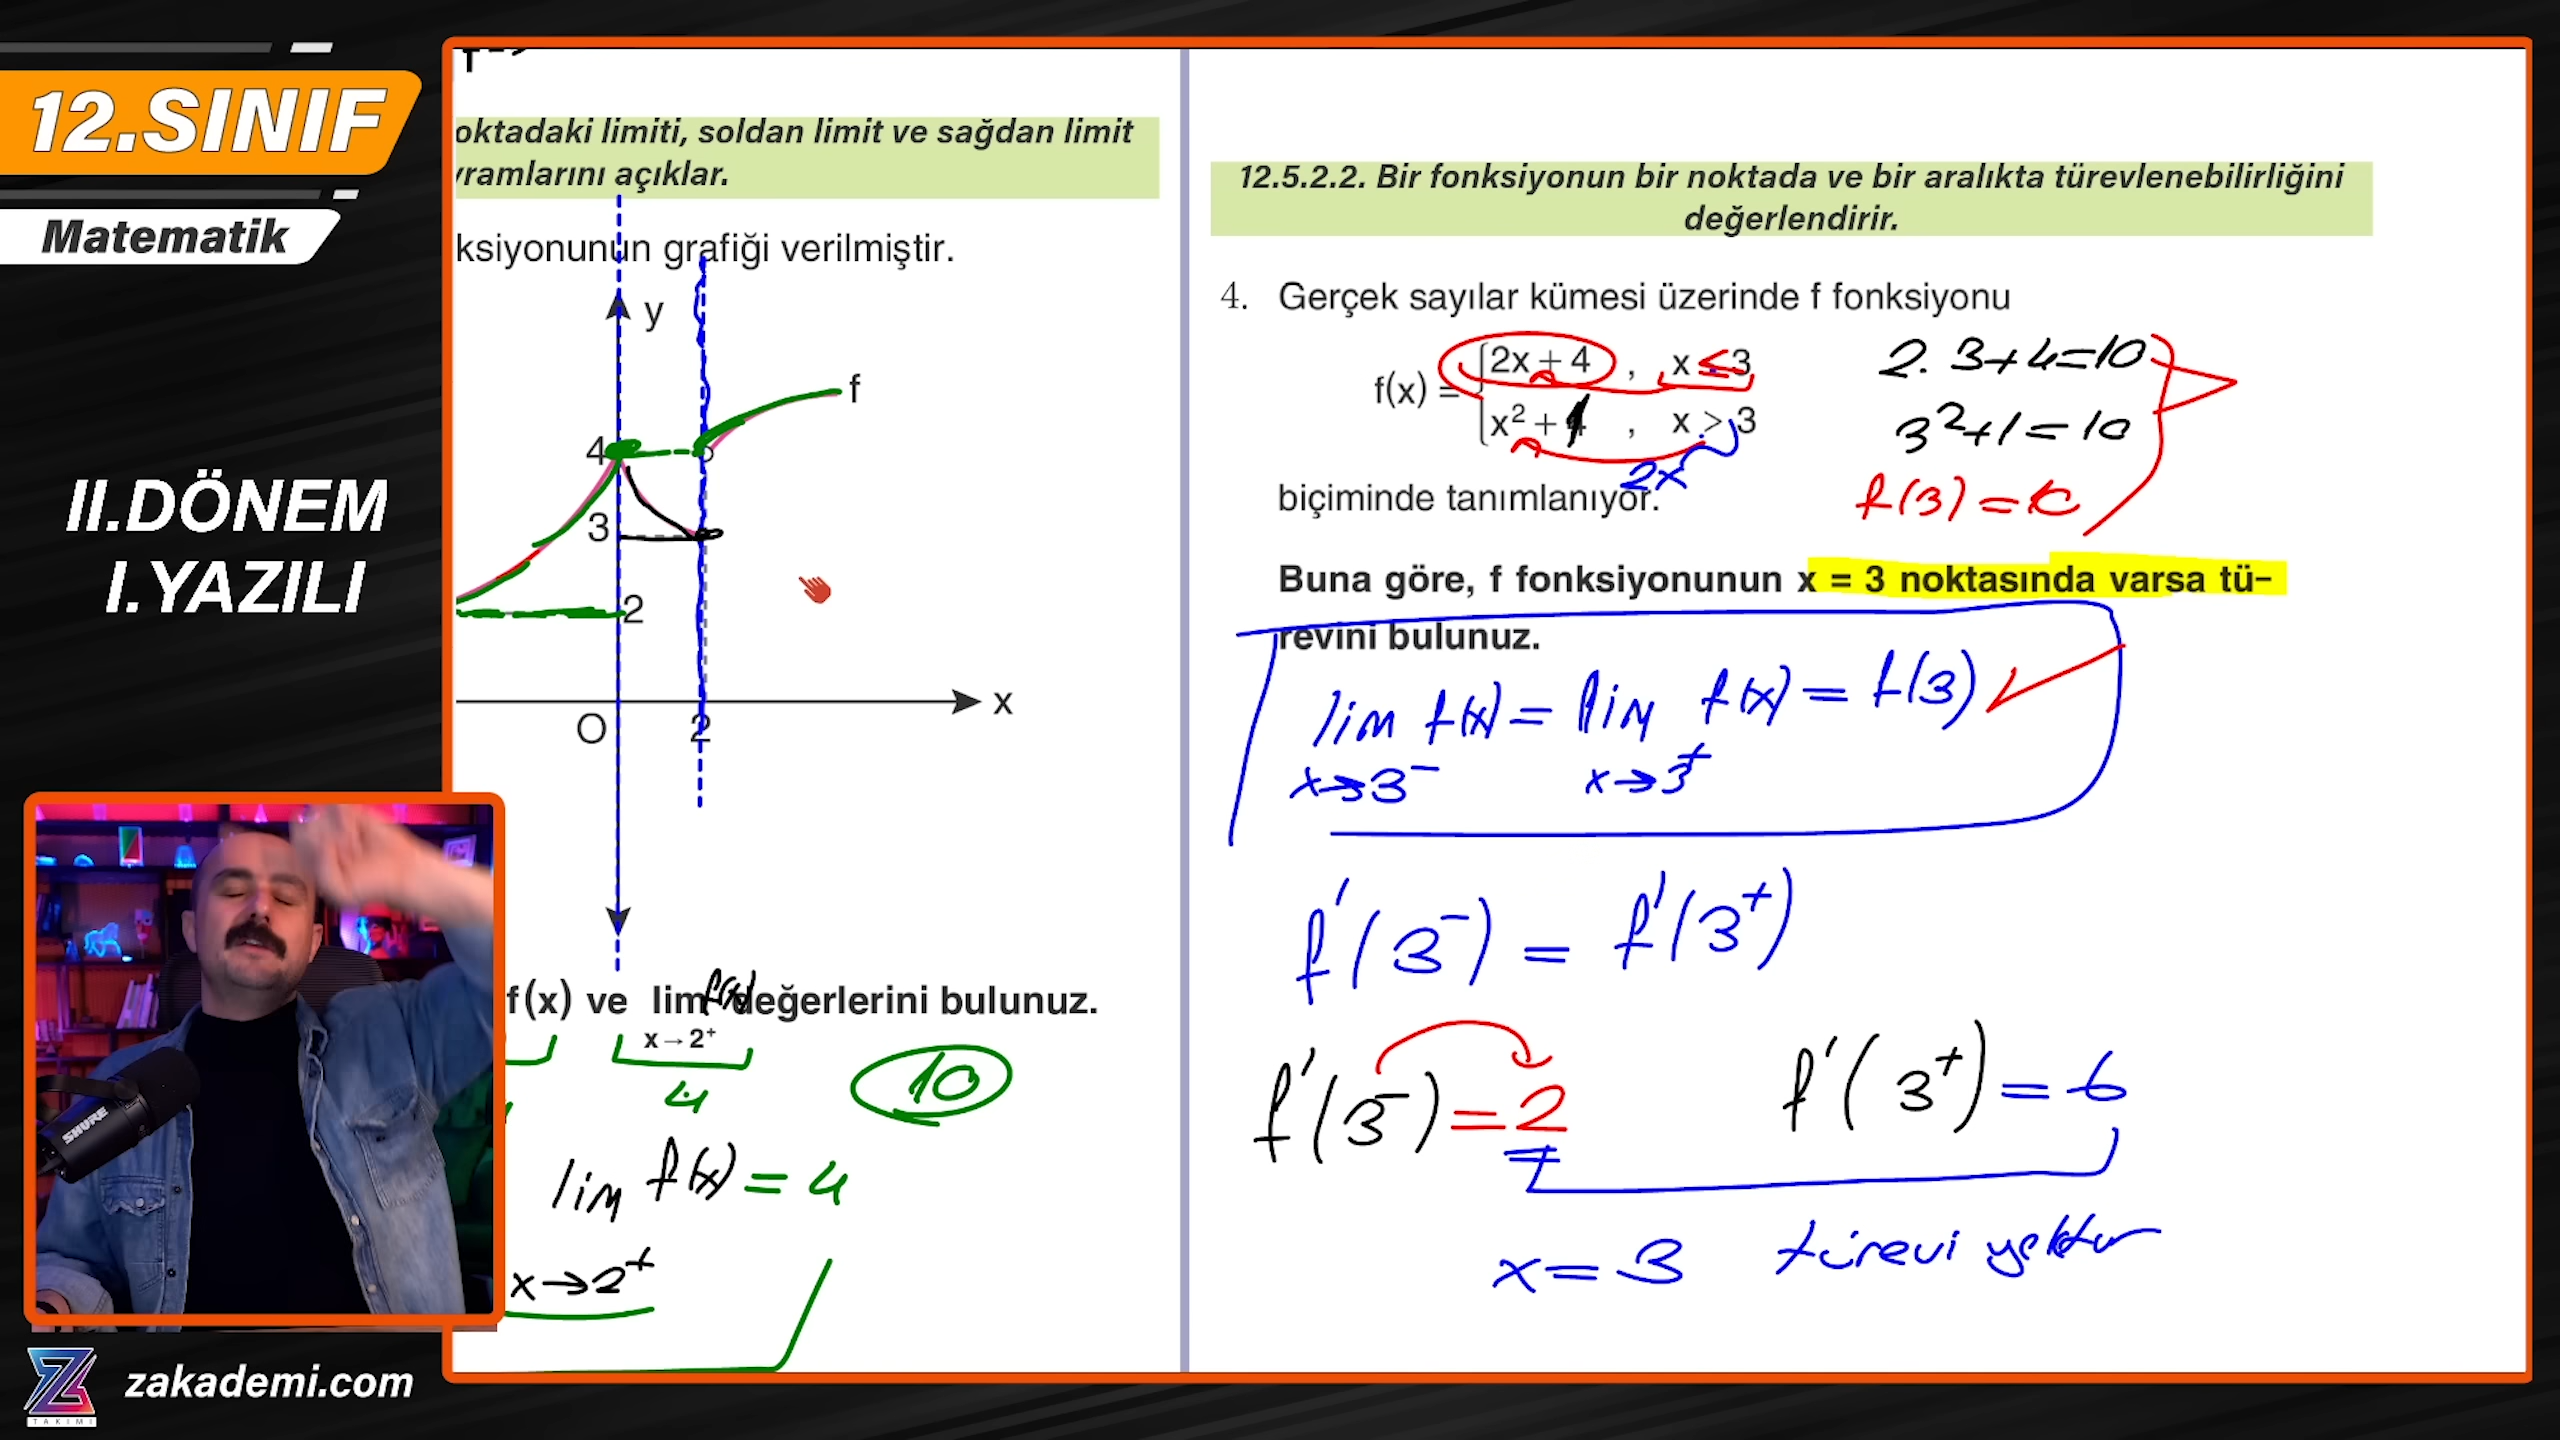 12.SINIF
Matematik
II.DÖNEM
I.YAZILI
zakademi.com
TAKIMI
SHURE
oktadaki limiti, soldan limit ve sağdan limit
ramlarını açıklar.
ksiyonunun grafiği verilmiştir.
y
f
4
3
2
O
2
x
f(x) ve lim f(x) değerlerini bulunuz.
x→2⁺
4
10
lim f(x) = 4
x→2⁺
12.5.2.2. Bir fonksiyonun bir noktada ve bir aralıkta türevlenebilirliğini
değerlendirir.
4. Gerçek sayılar kümesi üzerinde f fonksiyonu
f(x) =
2x + 4 , x ≤ 3
x² + 1 , x > 3
2x
2.3+4=10
3²+1=10
f(3)=10
biçiminde tanımlanıyor.
Buna göre, f fonksiyonunun x = 3 noktasında varsa tü-
revini bulunuz.
lim f(x) = lim f(x) = f(3)
x→3⁻ x→3⁺
f'(3⁻) = f'(3⁺)
f'(3⁻)=2 f'(3⁺)=6
≠
x=3 türevi yoktur